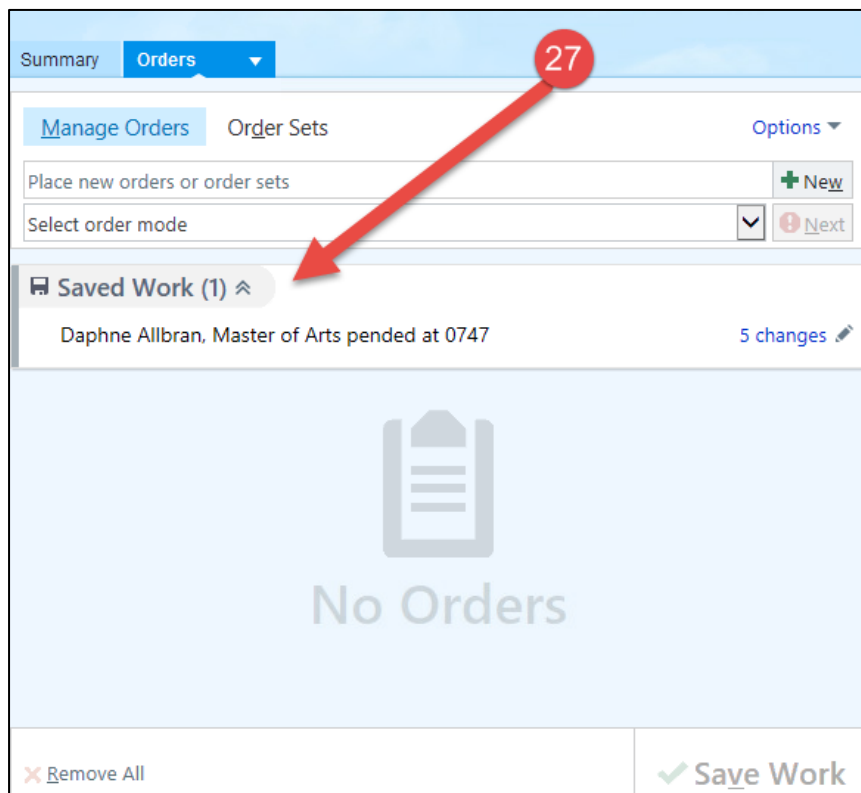 Summary Orders
27
Manage Orders Order Sets Options
Place new orders or order sets New
Select order mode Next
Saved Work (1)
Daphne Allbran, Master of Arts pended at 0747 5 changes
No Orders
Remove All Save Work